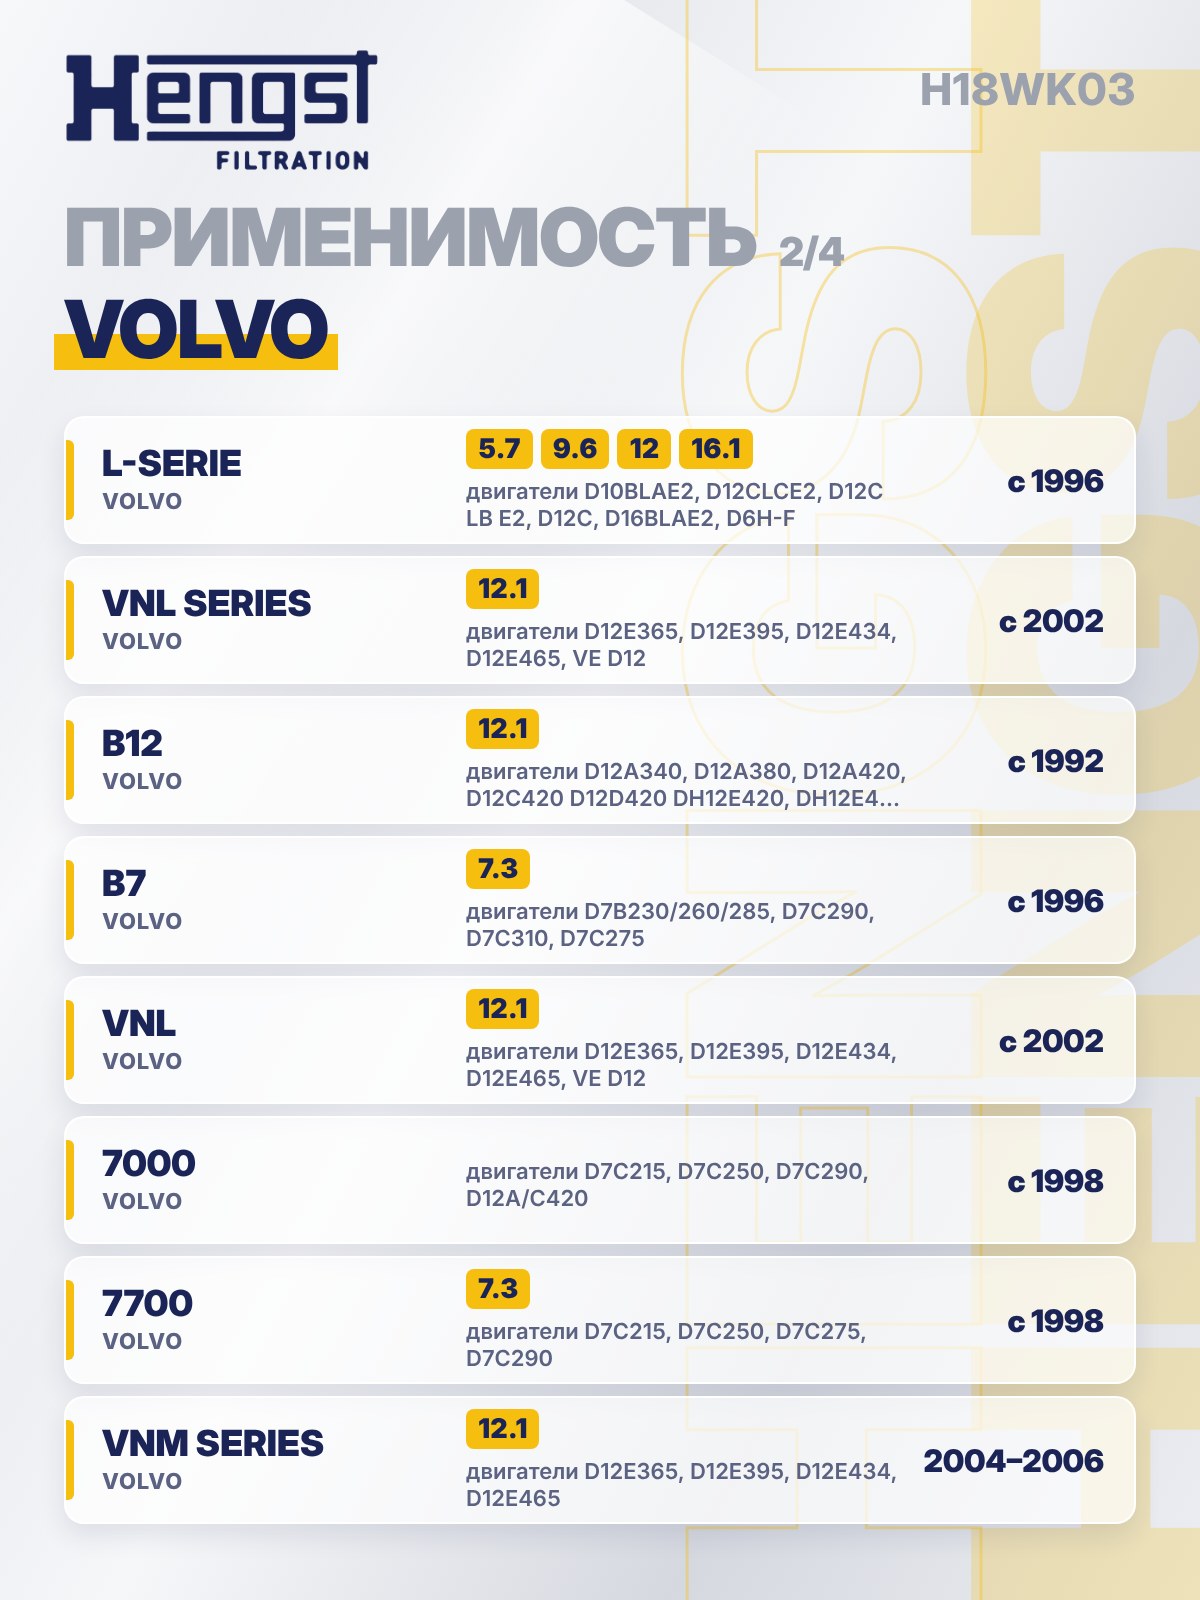 Hengst
FILTRATION
H18WK03
ПРИМЕНИМОСТЬ 2/4
VOLVO
L-SERIE
VOLVO
5.7 9.6 12 16.1
двигатели D10BLAE2, D12CLCE2, D12C
LB E2, D12C, D16BLAE2, D6H-F
с 1996
VNL SERIES
VOLVO
12.1
двигатели D12E365, D12E395, D12E434,
D12E465, VE D12
с 2002
B12
VOLVO
12.1
двигатели D12A340, D12A380, D12A420,
D12C420 D12D420 DH12E420, DH12E4...
с 1992
B7
VOLVO
7.3
двигатели D7B230/260/285, D7C290,
D7C310, D7C275
с 1996
VNL
VOLVO
12.1
двигатели D12E365, D12E395, D12E434,
D12E465, VE D12
с 2002
7000
VOLVO
двигатели D7C215, D7C250, D7C290,
D12A/C420
с 1998
7700
VOLVO
7.3
двигатели D7C215, D7C250, D7C275,
D7C290
с 1998
VNM SERIES
VOLVO
12.1
двигатели D12E365, D12E395, D12E434,
D12E465
2004–2006
HENGST
HENGST